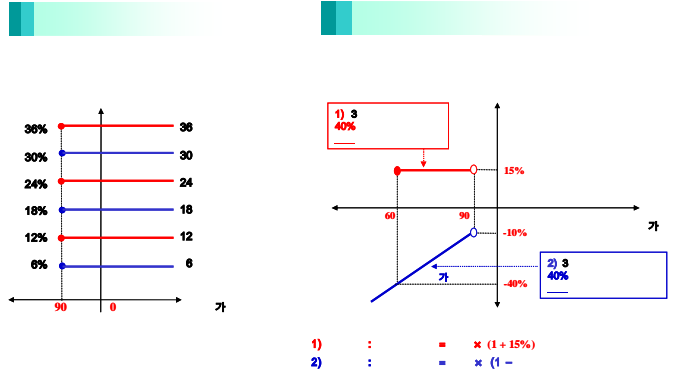 36% 36
30% 30
24% 24
18% 18
12% 12
6% 6
90 0 가
1) 3
40%
15%
60 90
가
-10%
2) 3
40%
가
-40%
1) : = × (1 + 15%)
2) : = × (1 −